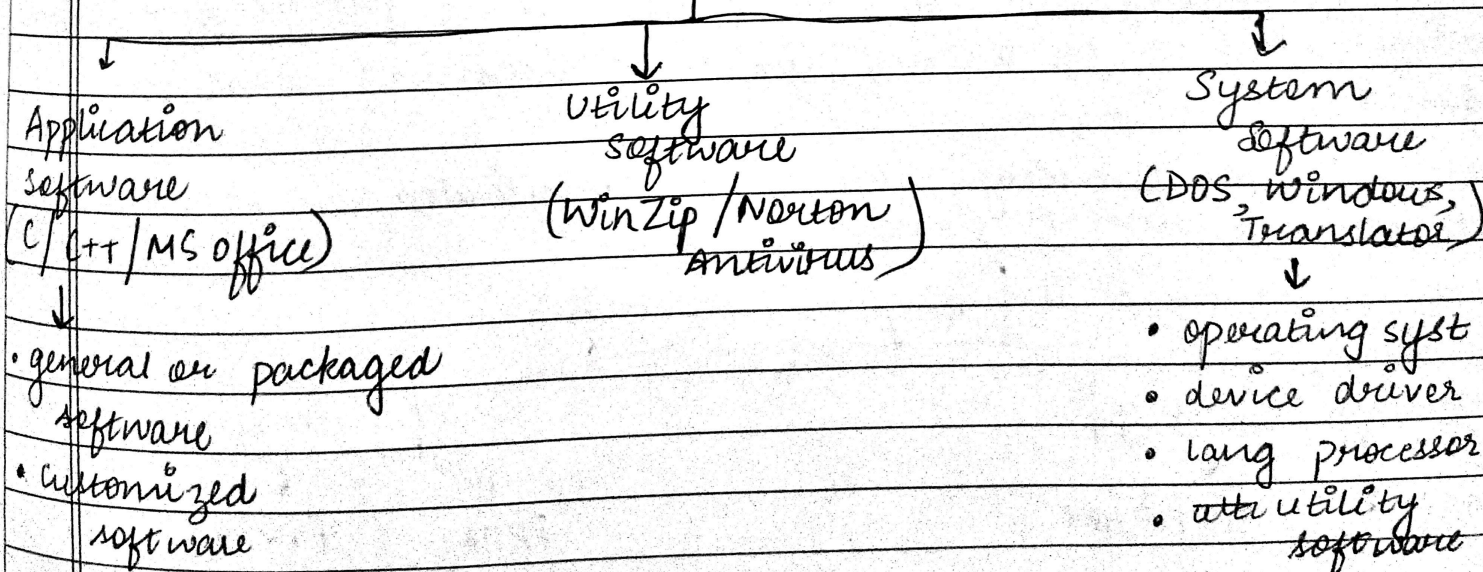 Application
software
(C/C++/MS office)
• general or packaged
software
• customized
software
Utility
software
(WinZip/Norton
Antivirus)
System
software
(DOS, Windows,
Translator)
• operating syst
• device driver
• lang processor
• utility
software